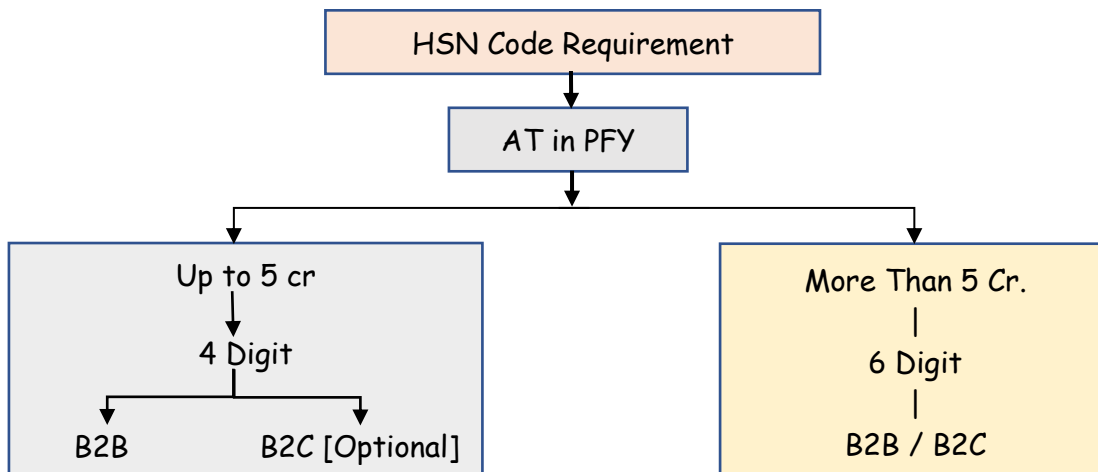 HSN Code Requirement
AT in PFY
Up to 5 cr
4 Digit
B2B
B2C [Optional]
More Than 5 Cr.
6 Digit
B2B / B2C